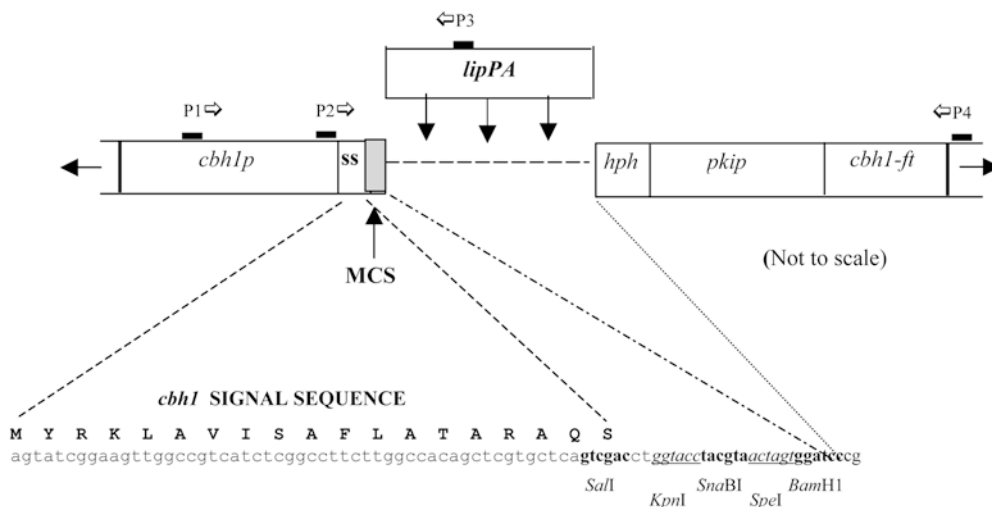 ⇦P3
lipPA
P1⇨ P2⇨ ⇦P4
cbh1p ss hph pkip cbh1-ft
MCS
(Not to scale)
cbh1 SIGNAL SEQUENCE
M Y R K L A V I S A F L A T A R A Q S
agtatcggaagttggccgtcatctcggccttcttggccacagctcgtgctcagtcgacctggtacctacgtaactagtggatcccg
SalI SnaBI BamH1
KpnI SpeI